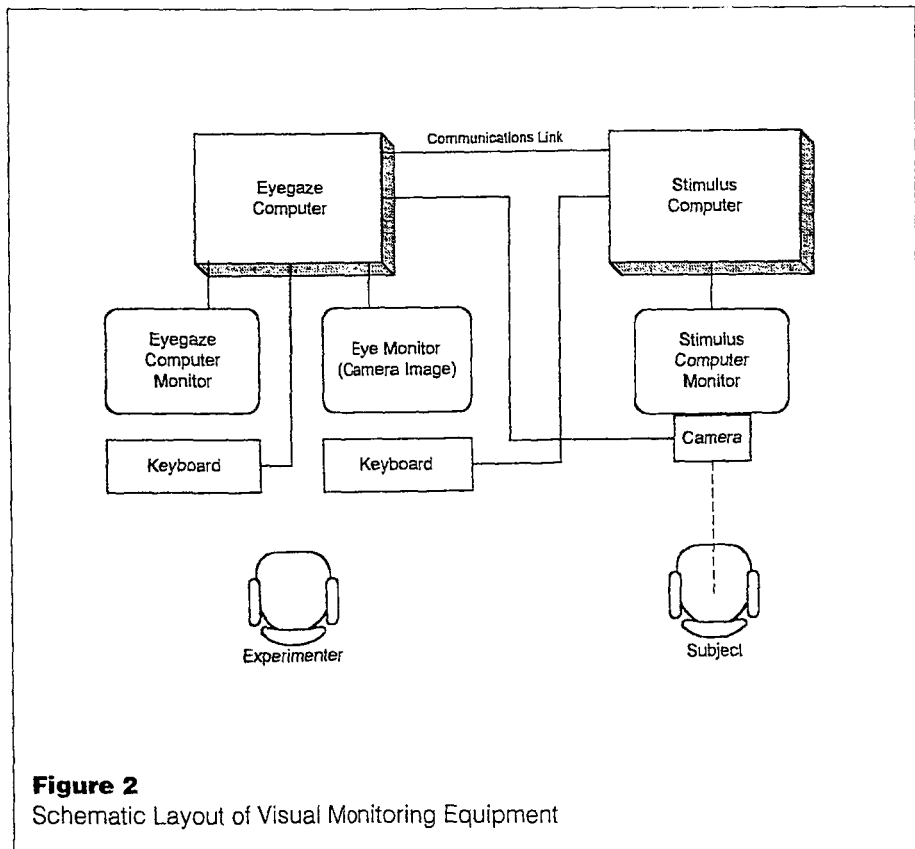 Communications Link
Eyegaze
Computer
Stimulus
Computer
Eyegaze
Computer
Monitor
Eye Monitor
(Camera Image)
Stimulus
Computer
Monitor
Camera
Keyboard
Keyboard
Experimenter
Subject
Figure 2
Schematic Layout of Visual Monitoring Equipment